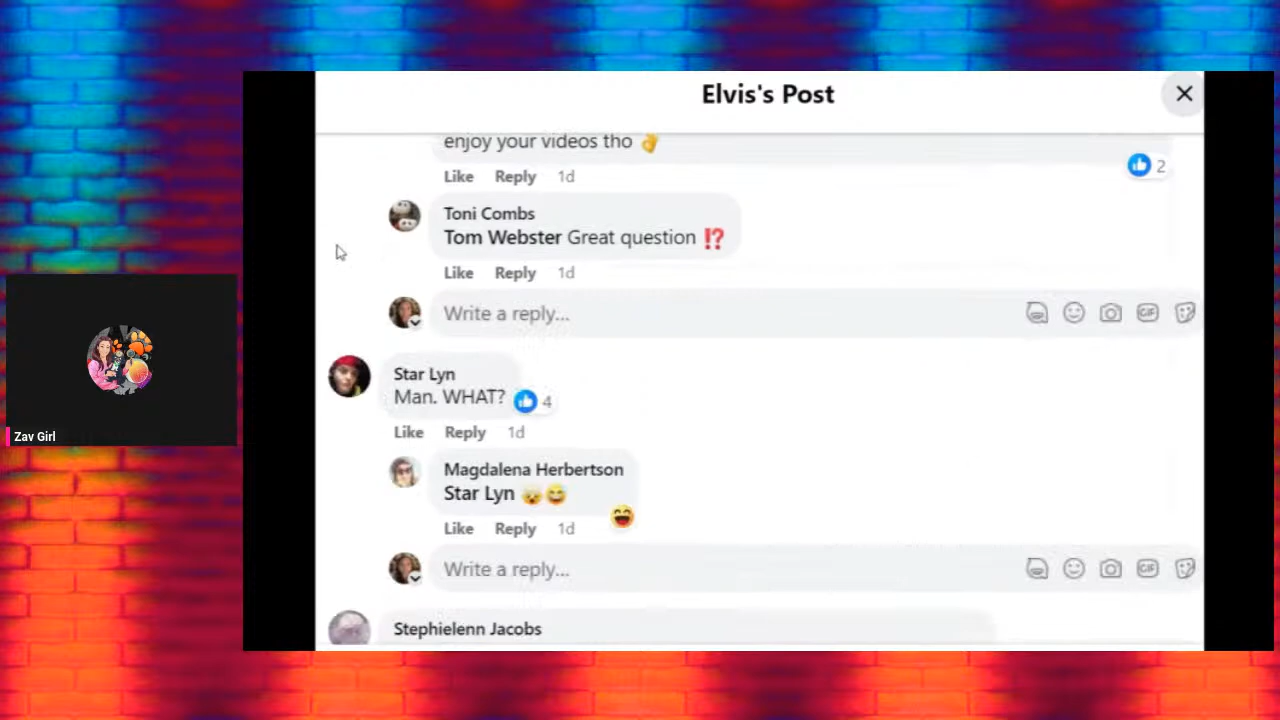 Elvis's Post
enjoy your videos tho 👌
2
Like Reply 1d
Toni Combs
Tom Webster Great question ⁉️
Like Reply 1d
Write a reply...
GIF
Star Lyn
Man. WHAT?
4
Like Reply 1d
Zav Girl
Magdalena Herbertson
Star Lyn 🤯😅
Like Reply 1d
Write a reply...
GIF
Stephielenn Jacobs